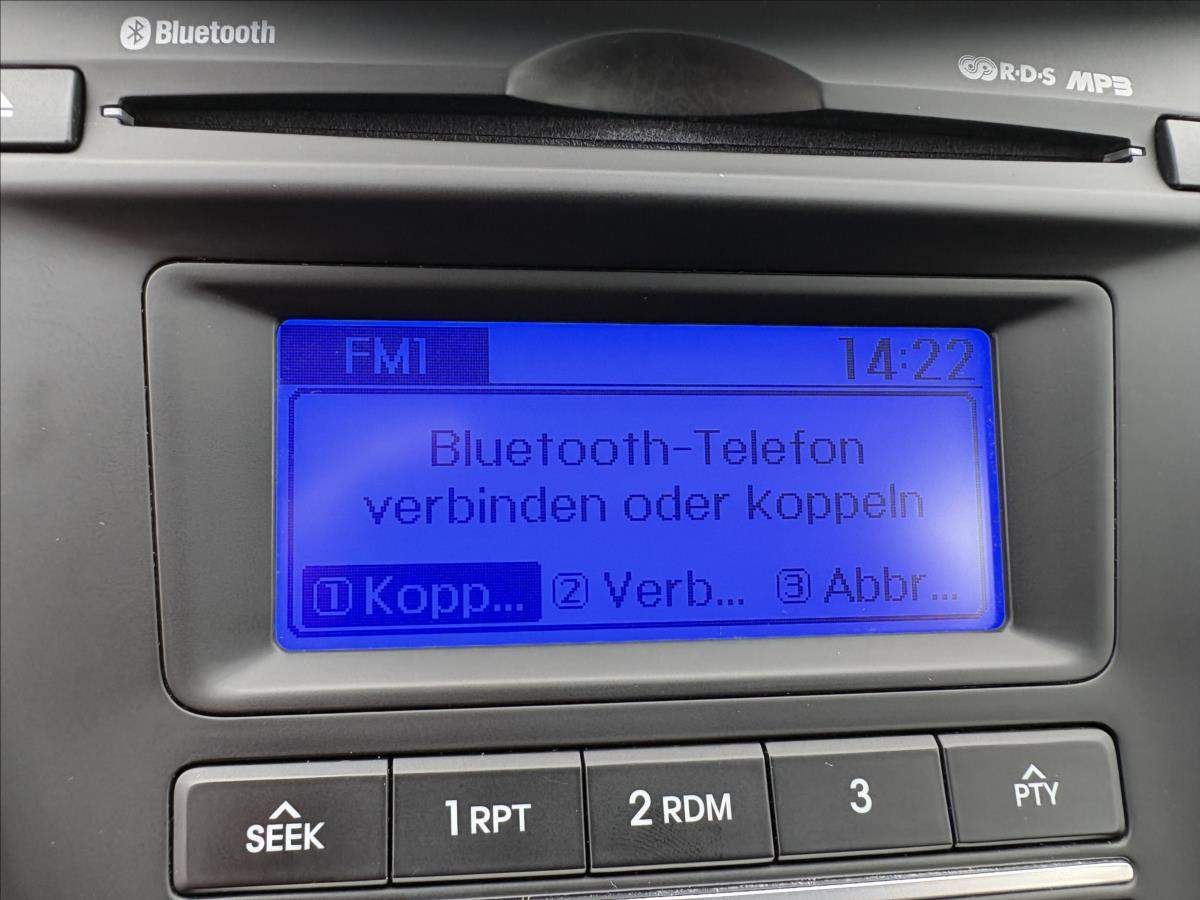 Bluetooth
R·D·S MP3
FM1 14:22
Bluetooth-Telefon
verbinden oder koppeln
① Kopp... ② Verb... ③ Abbr...
SEEK 1 RPT 2 RDM 3 PTY